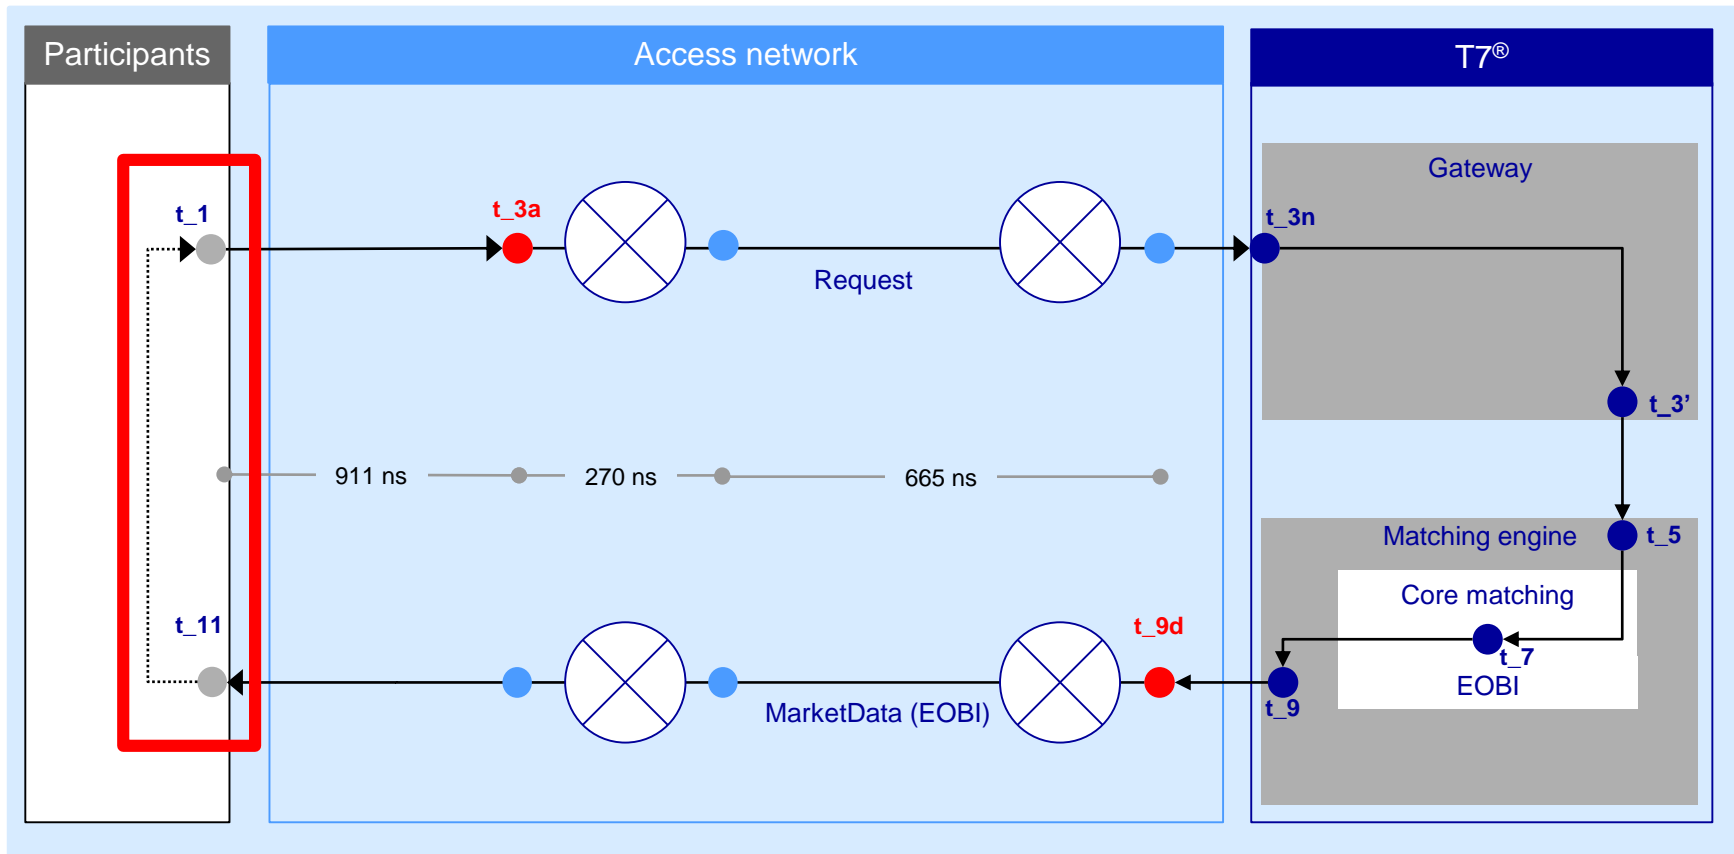 Participants
Access network
T7®
Gateway
t_1
t_3a
t_3n
Request
t_3’
911 ns
270 ns
665 ns
Matching engine
t_5
Core matching
t_11
t_9d
t_7
EOBI
t_9
MarketData (EOBI)